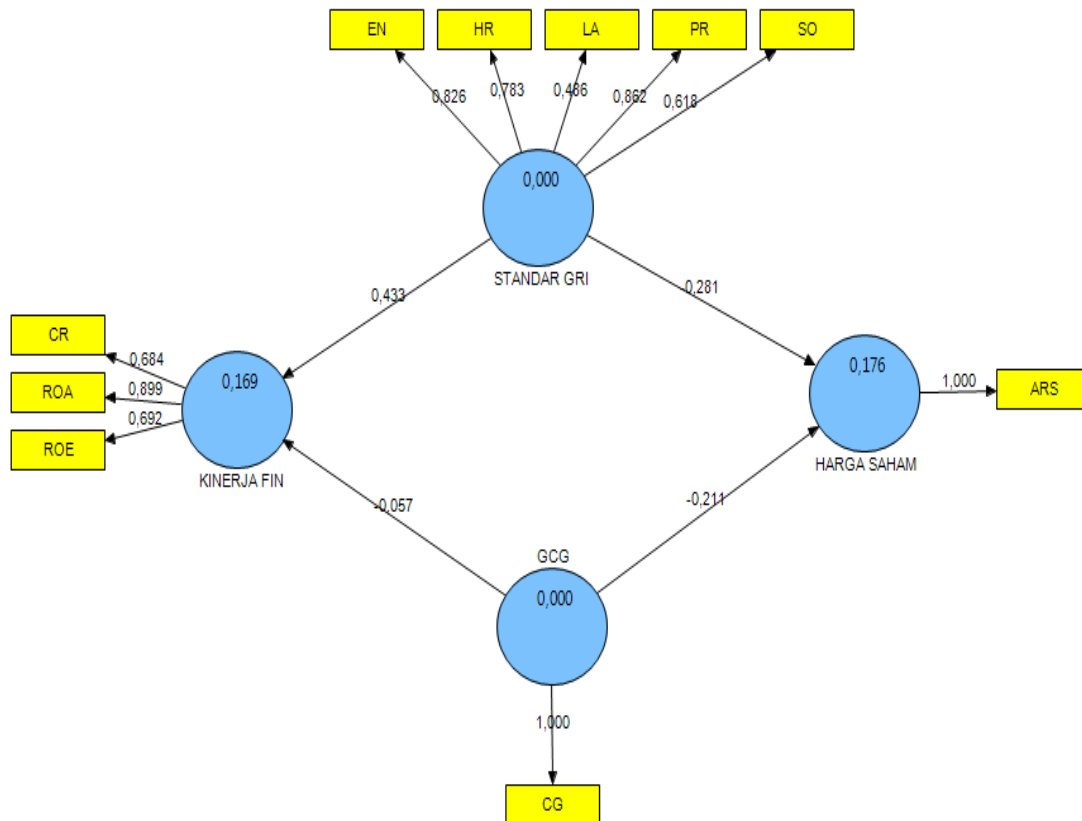 EN
HR
LA
PR
SO
0,826
0,783
0,486
0,862
0,618
0,000
STANDAR GRI
0,433
-0,281
CR
ROA
ROE
0,684
0,899
0,692
0,169
KINERJA FIN
0,176
HARGA SAHAM
1,000
ARS
-0,057
-0,211
GCG
0,000
1,000
CG